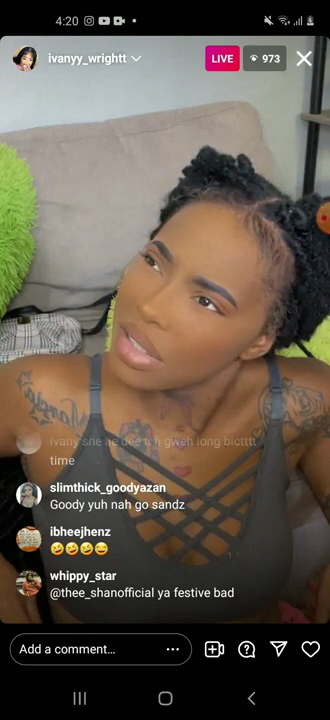 4:20
ivanyy_wrightt
LIVE
973
time
slimthick_goodyazan
Goody yuh nah go sandz
ibheejhenz
🤣🤣🤣😂
whippy_star
@thee_shanofficial ya festive bad
Add a comment...